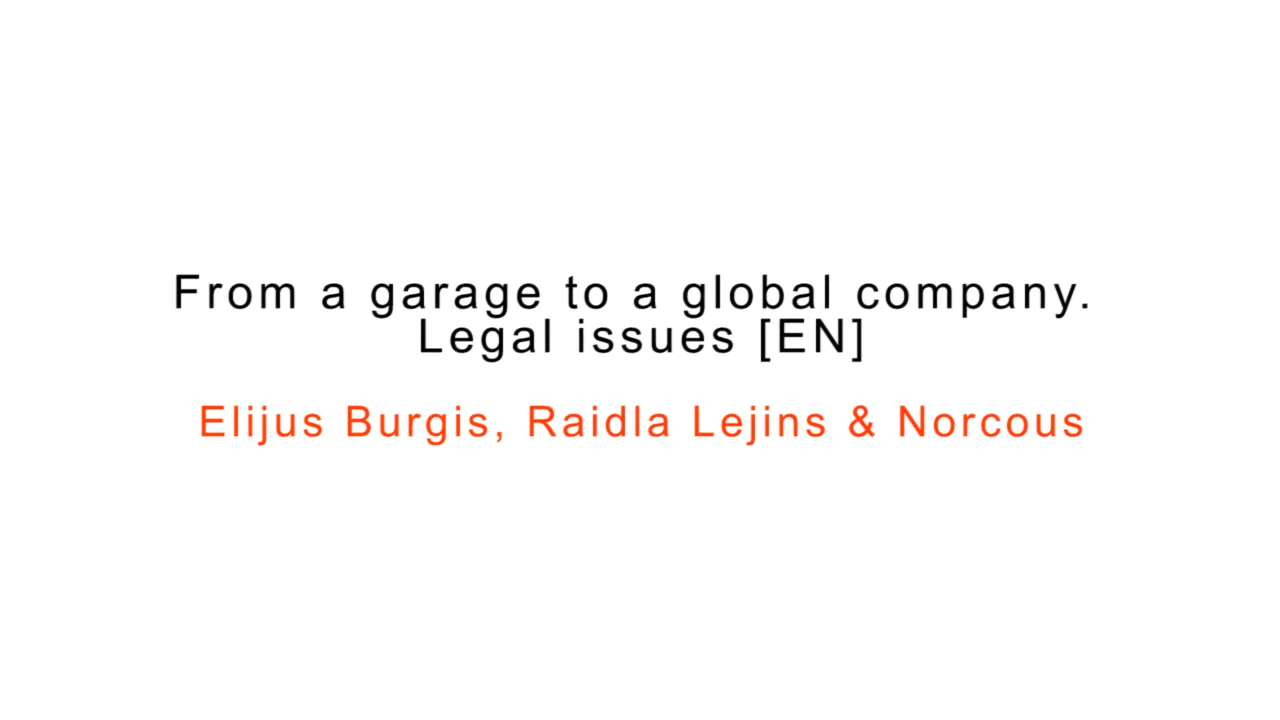 From a garage to a global company.
Legal issues [EN]
Elijus Burgis, Raidla Lejins & Norcous